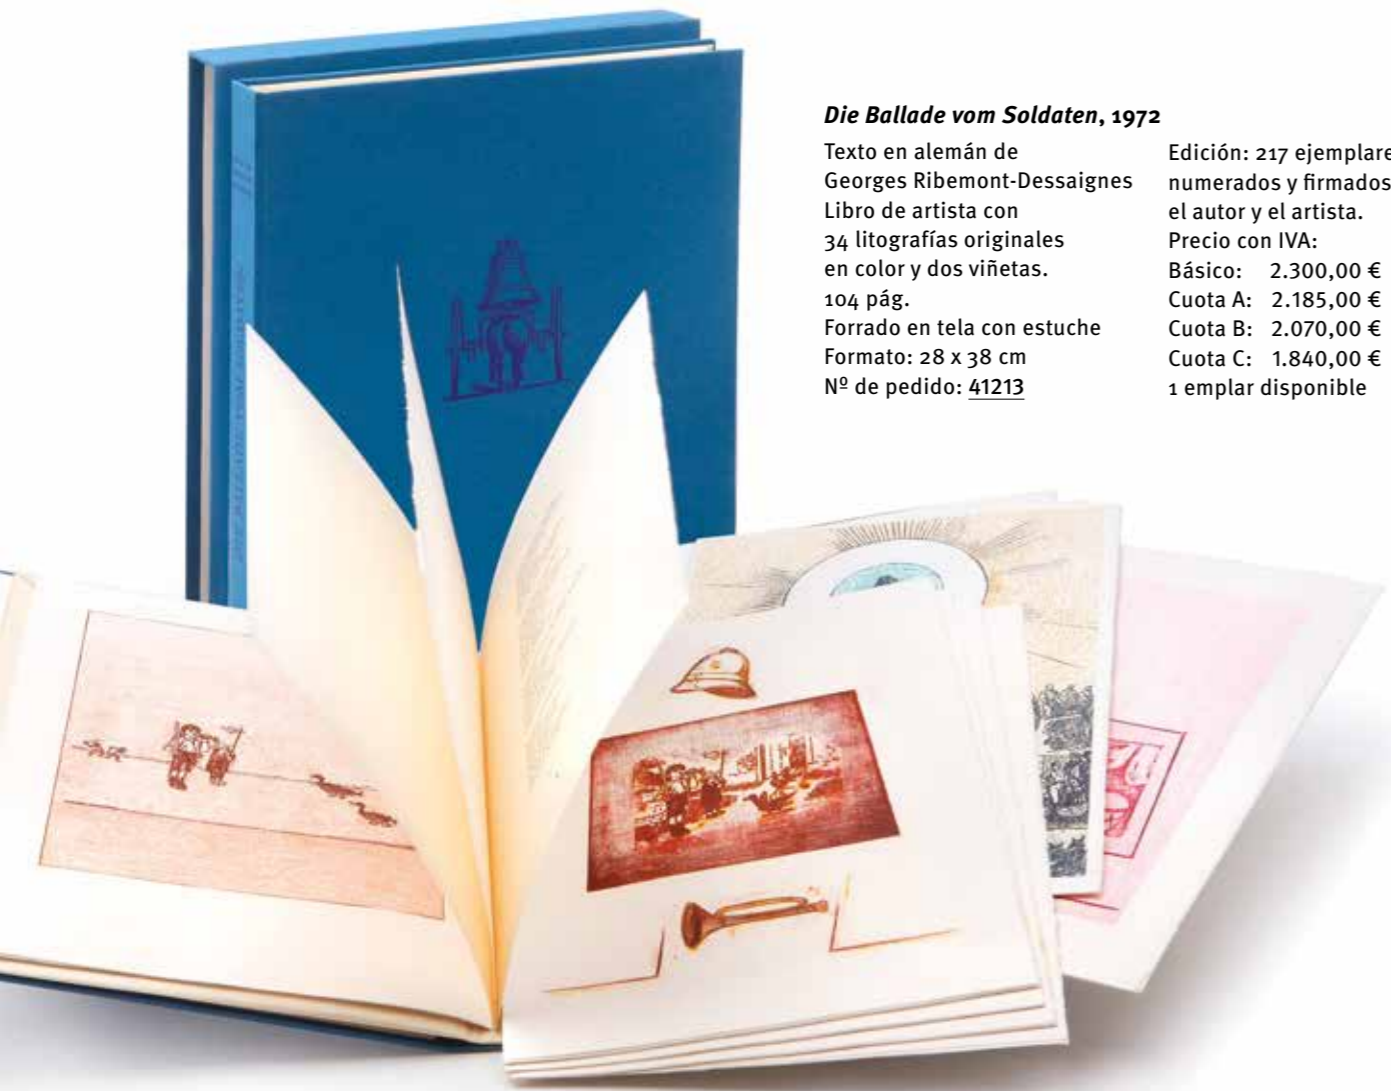 Die Ballade vom Soldaten, 1972
Texto en alemán de
Georges Ribemont-Dessaignes
Libro de artista con
34 litografías originales
en color y dos viñetas.
104 pág.
Forrado en tela con estuche
Formato: 28 x 38 cm
Nº de pedido: 41213
Edición: 217 ejemplare
numerados y firmados
el autor y el artista.
Precio con IVA:
Básico: 2.300,00 €
Cuota A: 2.185,00 €
Cuota B: 2.070,00 €
Cuota C: 1.840,00 €
1 emplar disponible